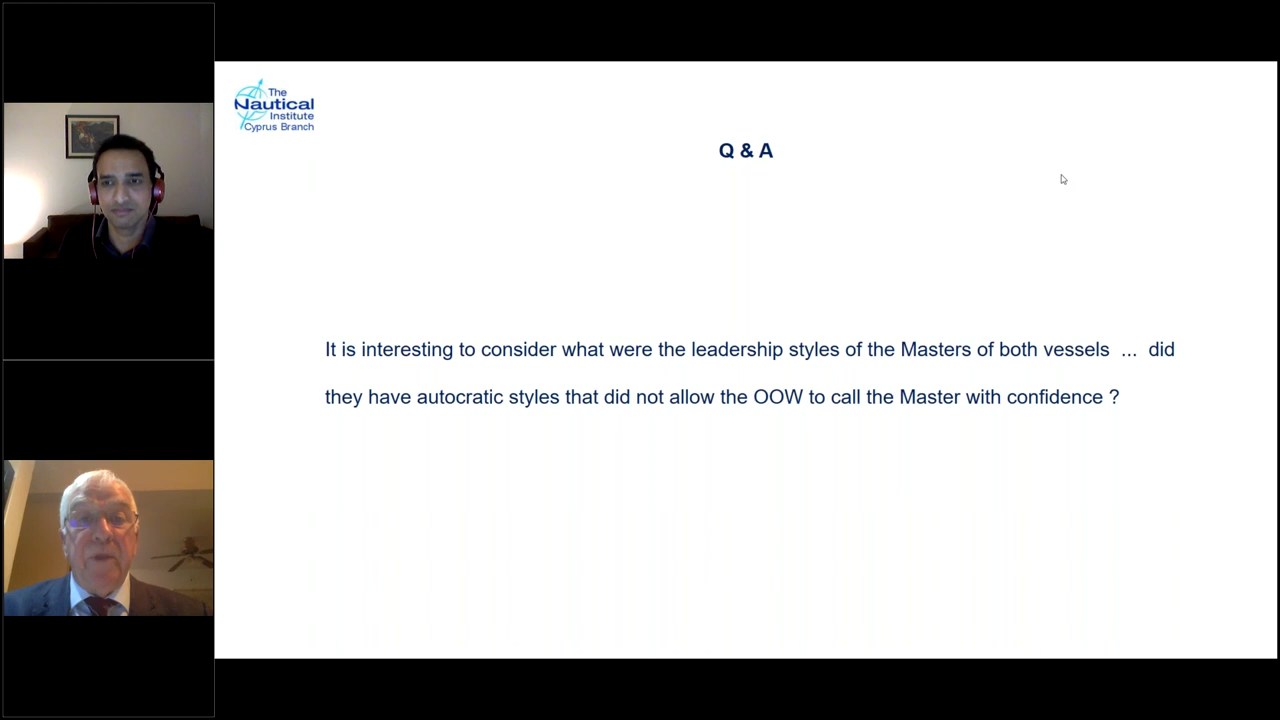 The
Nautical
Institute
Cyprus Branch
Q & A
It is interesting to consider what were the leadership styles of the Masters of both vessels ... did
they have autocratic styles that did not allow the OOW to call the Master with confidence ?